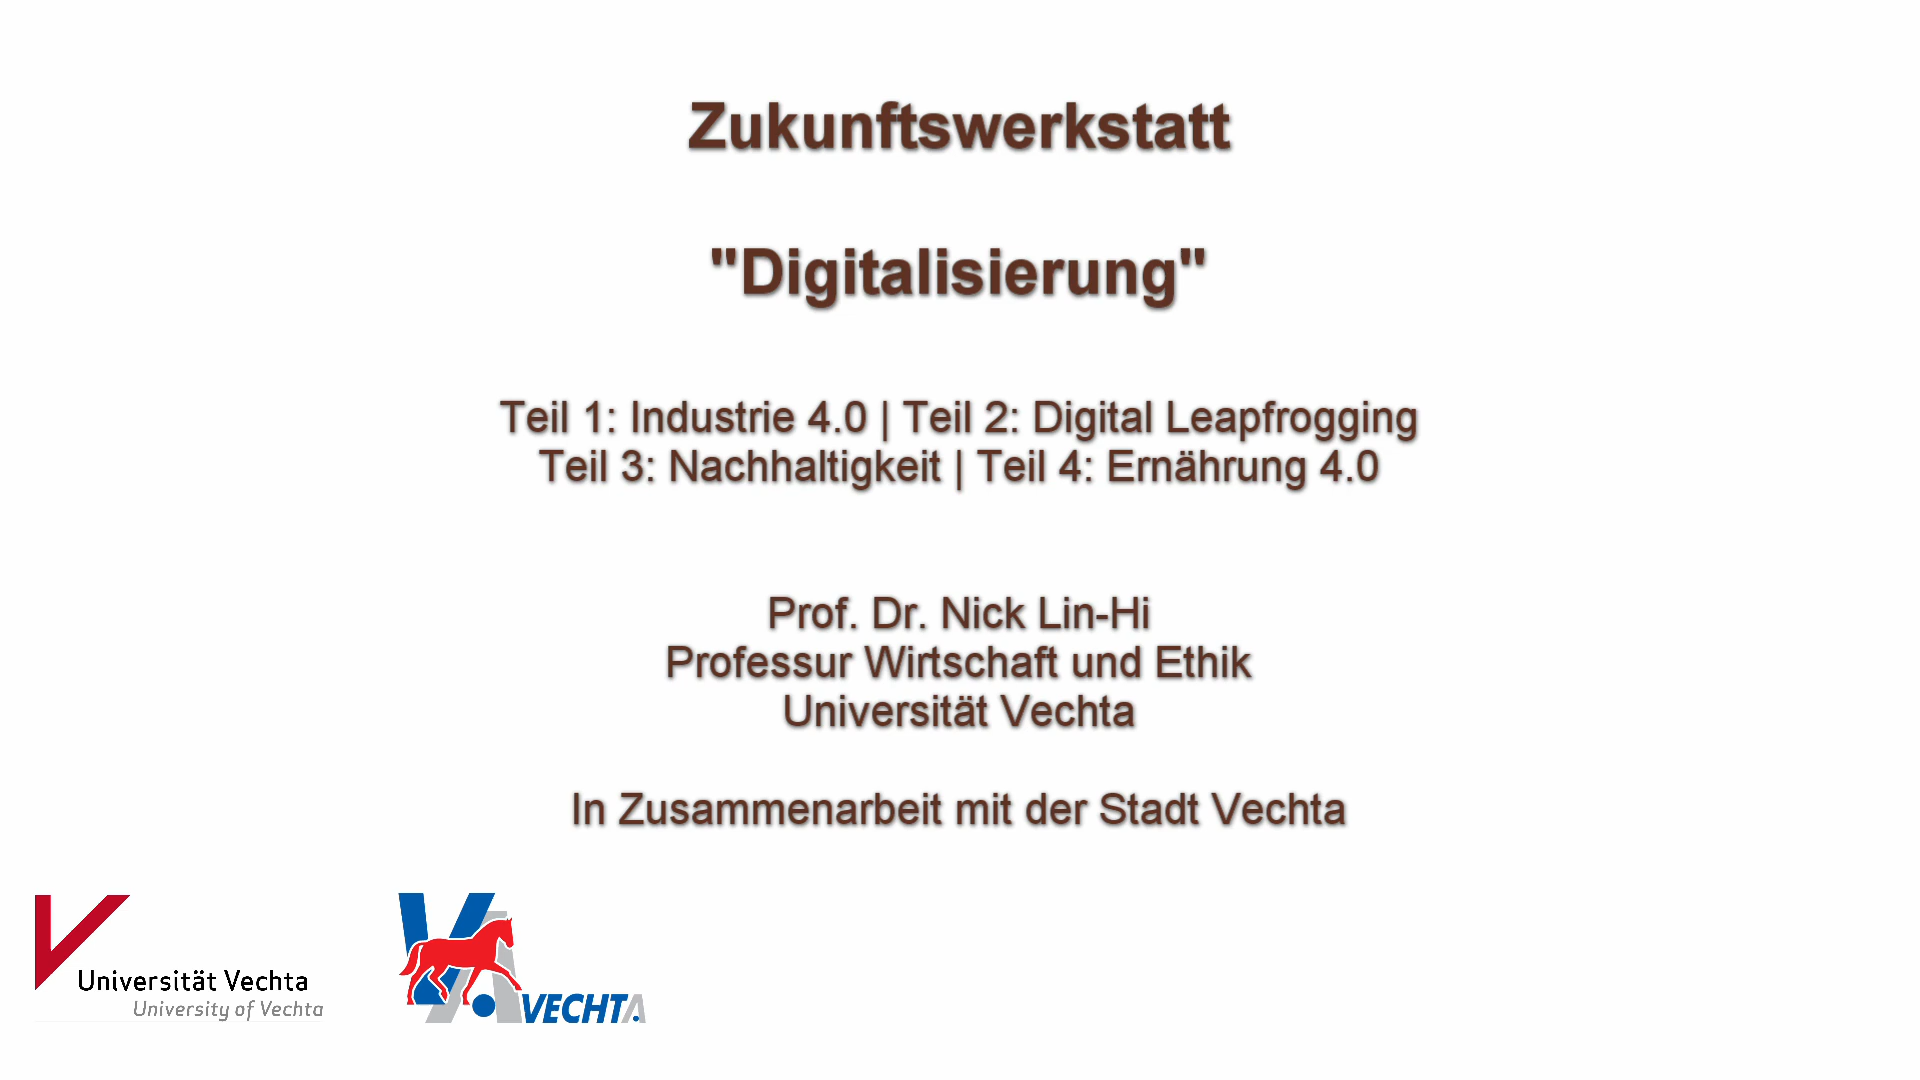 Zukunftswerkstatt
"Digitalisierung"
Teil 1: Industrie 4.0 | Teil 2: Digital Leapfrogging
Teil 3: Nachhaltigkeit | Teil 4: Ernährung 4.0
Prof. Dr. Nick Lin-Hi
Professur Wirtschaft und Ethik
Universität Vechta
In Zusammenarbeit mit der Stadt Vechta
Universität Vechta
University of Vechta
VECHTA